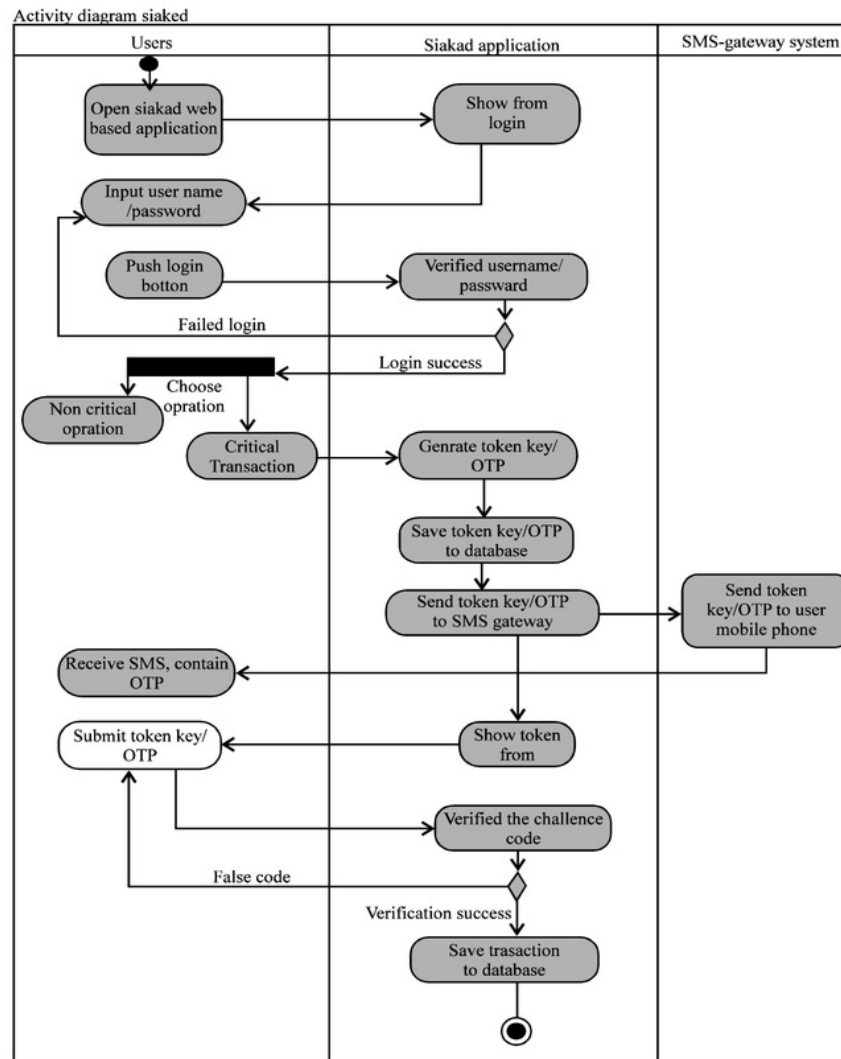 Activity diagram siaked
Users
Siakad application
SMS-gateway system
Open siakad web
based application
Show from
login
Input user name
/password
Push login
botton
Verified username/
passward
Failed login
Login success
Choose
opration
Non critical
opration
Critical
Transaction
Genrate token key/
OTP
Save token key/OTP
to database
Send token key/OTP
to SMS gateway
Send token
key/OTP to user
mobile phone
Receive SMS, contain
OTP
Submit token key/
OTP
Show token
from
Verified the challence
code
False code
Verification success
Save trasaction
to database